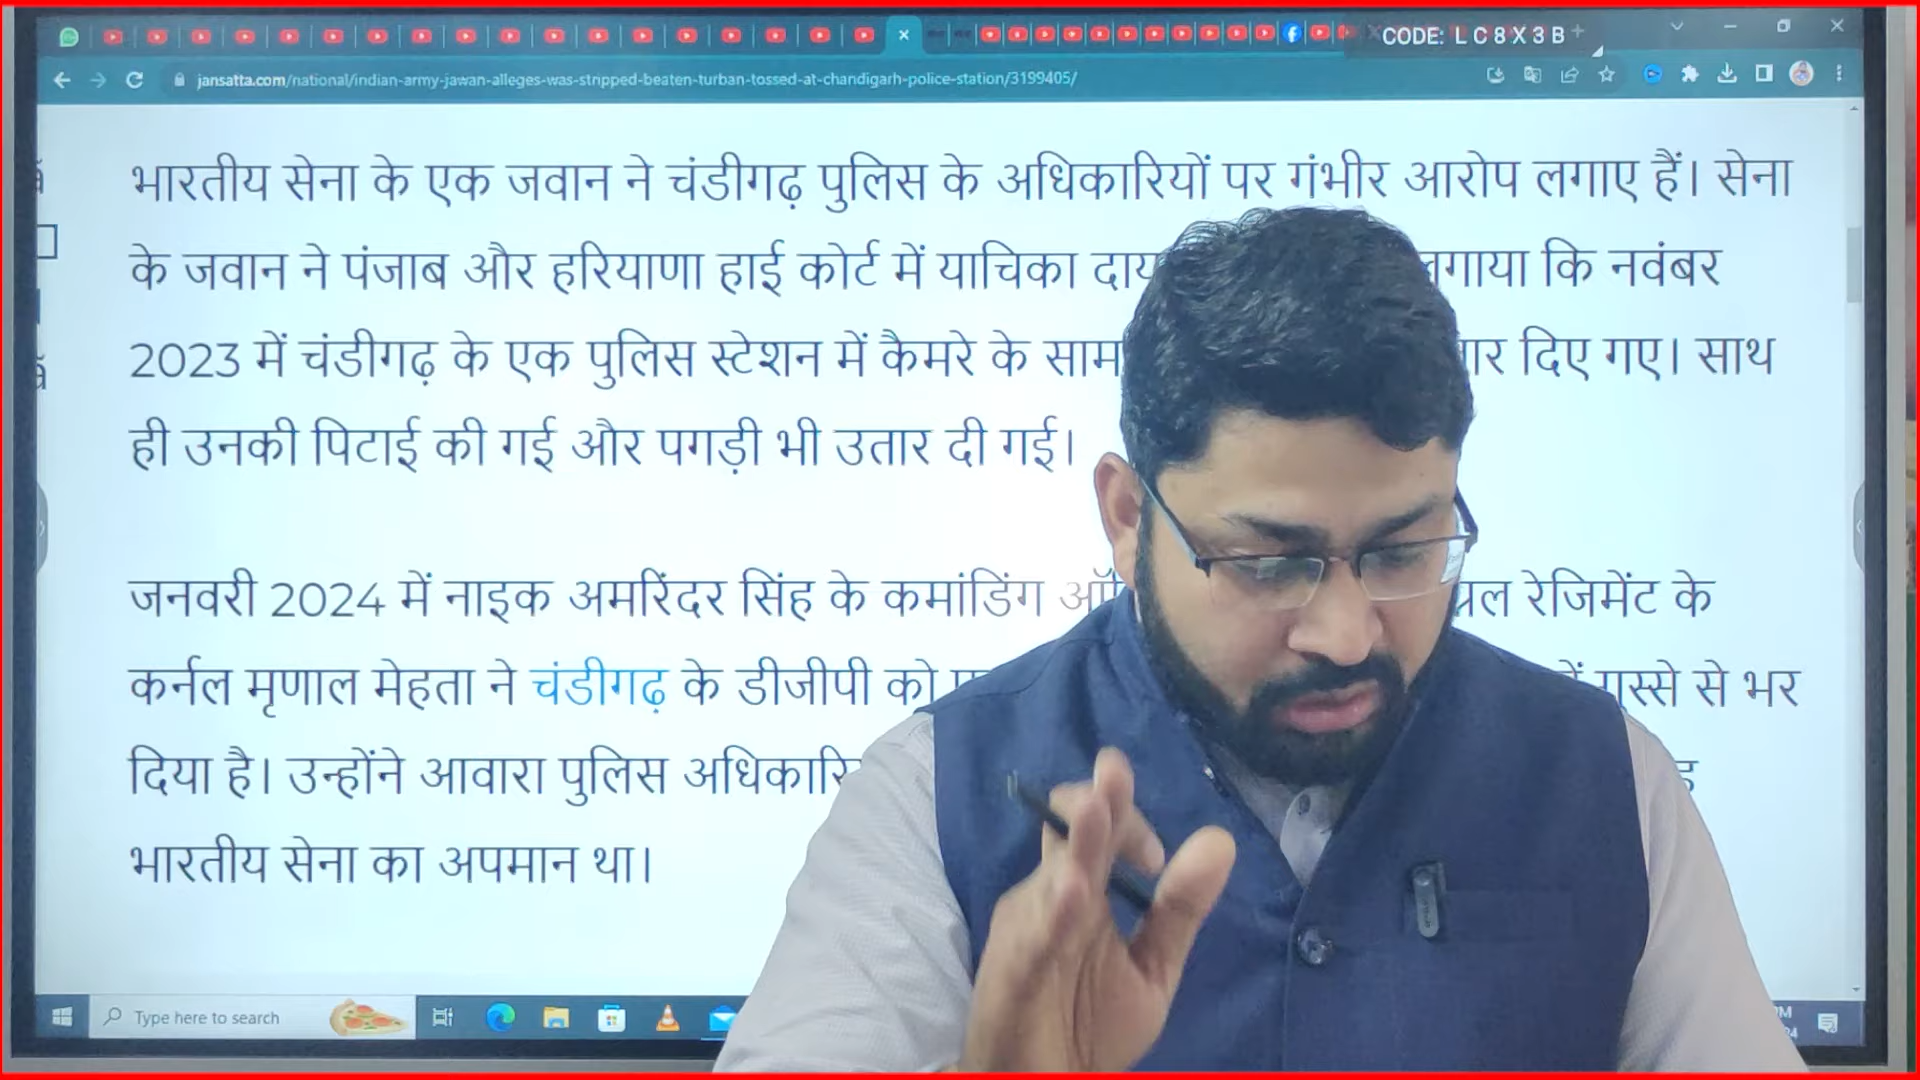 CODE: L C 8 X 3 B
jansatta.com/national/indian-army-jawan-alleges-was-stripped-beaten-turban-tossed-at-chandigarh-police-station/3199405/
भारतीय सेना के एक जवान ने चंडीगढ़ पुलिस के अधिकारियों पर गंभीर आरोप लगाए हैं। सेना
के जवान ने पंजाब और हरियाणा हाई कोर्ट में याचिका लगाया कि नवंबर
2023 में चंडीगढ़ के एक पुलिस स्टेशन में कैमरे के दिए गए। साथ
ही उनकी पिटाई की गई और पगड़ी भी उतार दी गई।
जनवरी 2024 में नाइक अमरिंदर सिंह के कमांडिंग रेजिमेंट के
कर्नल मृणाल मेहता ने चंडीगढ़ के डीजीपी को गुस्से से भर
दिया है। उन्होंने आवारा पुलिस
भारतीय सेना का अपमान था।
Type here to search